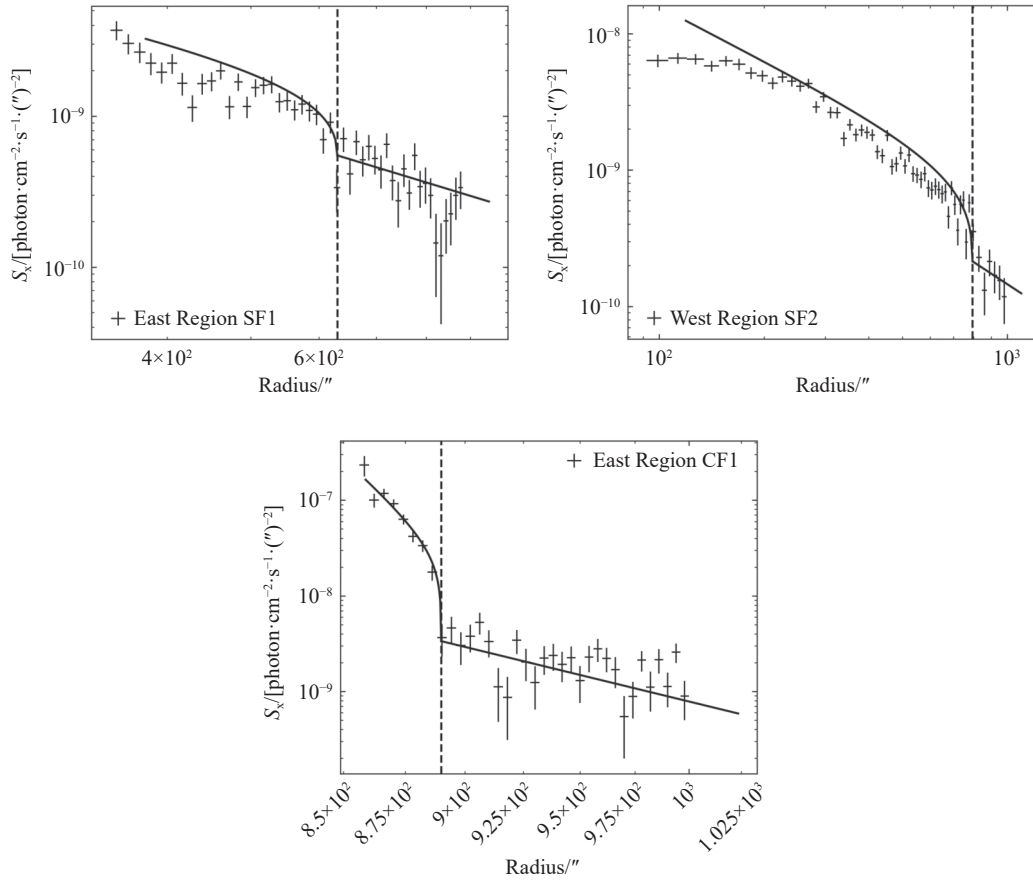 S_x/[photon·cm⁻²·s⁻¹·(″)⁻²]
10⁻⁹
10⁻¹⁰
East Region SF1
4×10²
6×10²
Radius/″
S_x/[photon·cm⁻²·s⁻¹·(″)⁻²]
10⁻⁸
10⁻⁹
10⁻¹⁰
West Region SF2
10²
10³
Radius/″
S_x/[photon·cm⁻²·s⁻¹·(″)⁻²]
East Region CF1
10⁻⁷
10⁻⁸
10⁻⁹
8.5×10²
8.75×10²
9×10²
9.25×10²
9.5×10²
9.75×10²
10³
1.025×10³
Radius/″